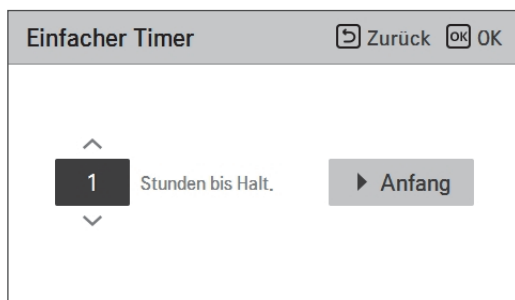 Einfacher Timer Zurück OK OK
1 Stunden bis Halt. Anfang